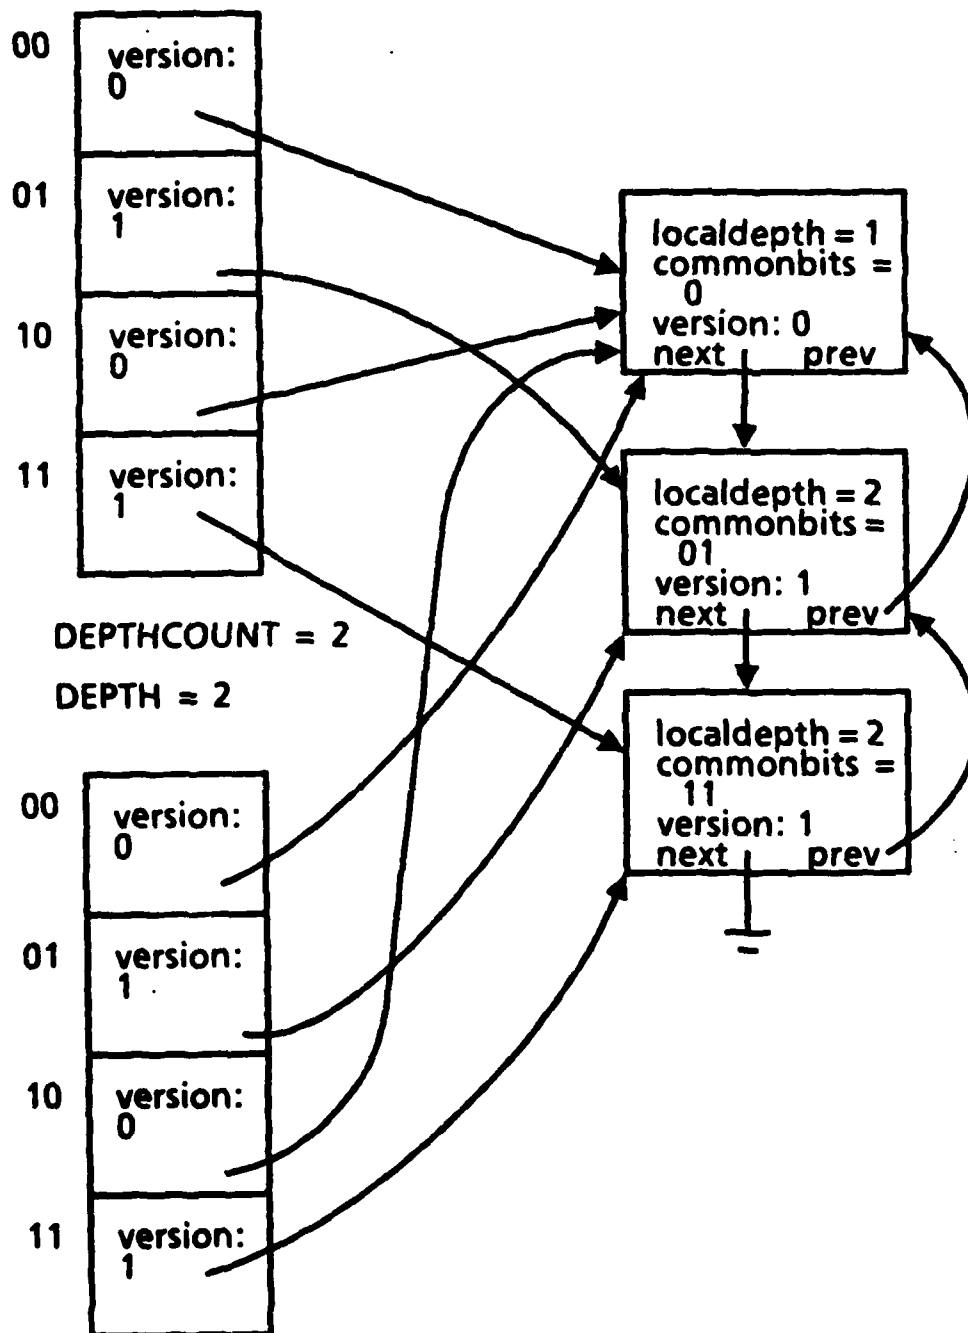 00
version:
0
01
version:
1
10
version:
0
11
version:
1
DEPTHCOUNT = 2
DEPTH = 2
00
version:
0
01
version:
1
10
version:
0
11
version:
1
localdepth = 1
commonbits =
0
version: 0
next prev
localdepth = 2
commonbits =
01
version: 1
next prev
localdepth = 2
commonbits =
11
version: 1
next prev